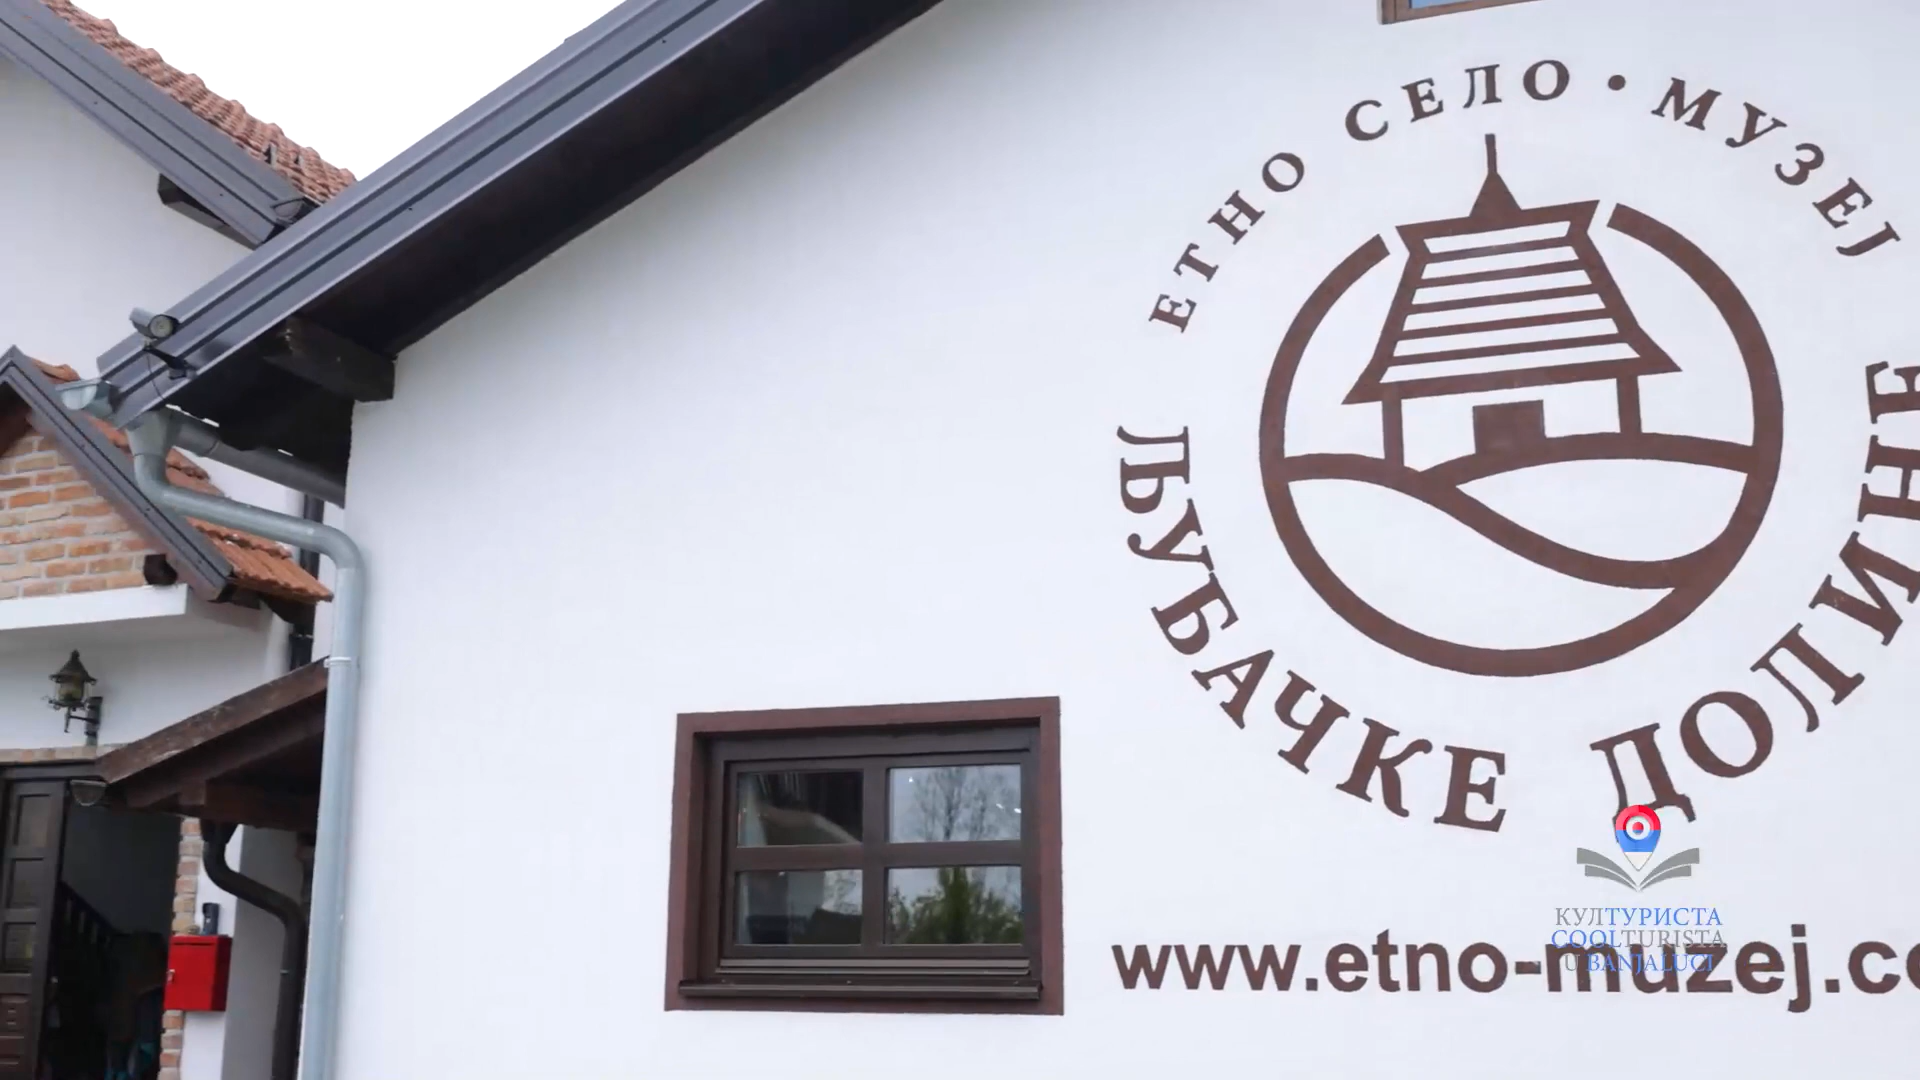 ЕТНО СЕЛО • МУЗЕЈ
ЉУБАЧКЕ ДОЛИНЕ
www.etno-muzej.co
КУЛТУРИСТА
COOLTURISTA
U BANJALUCI